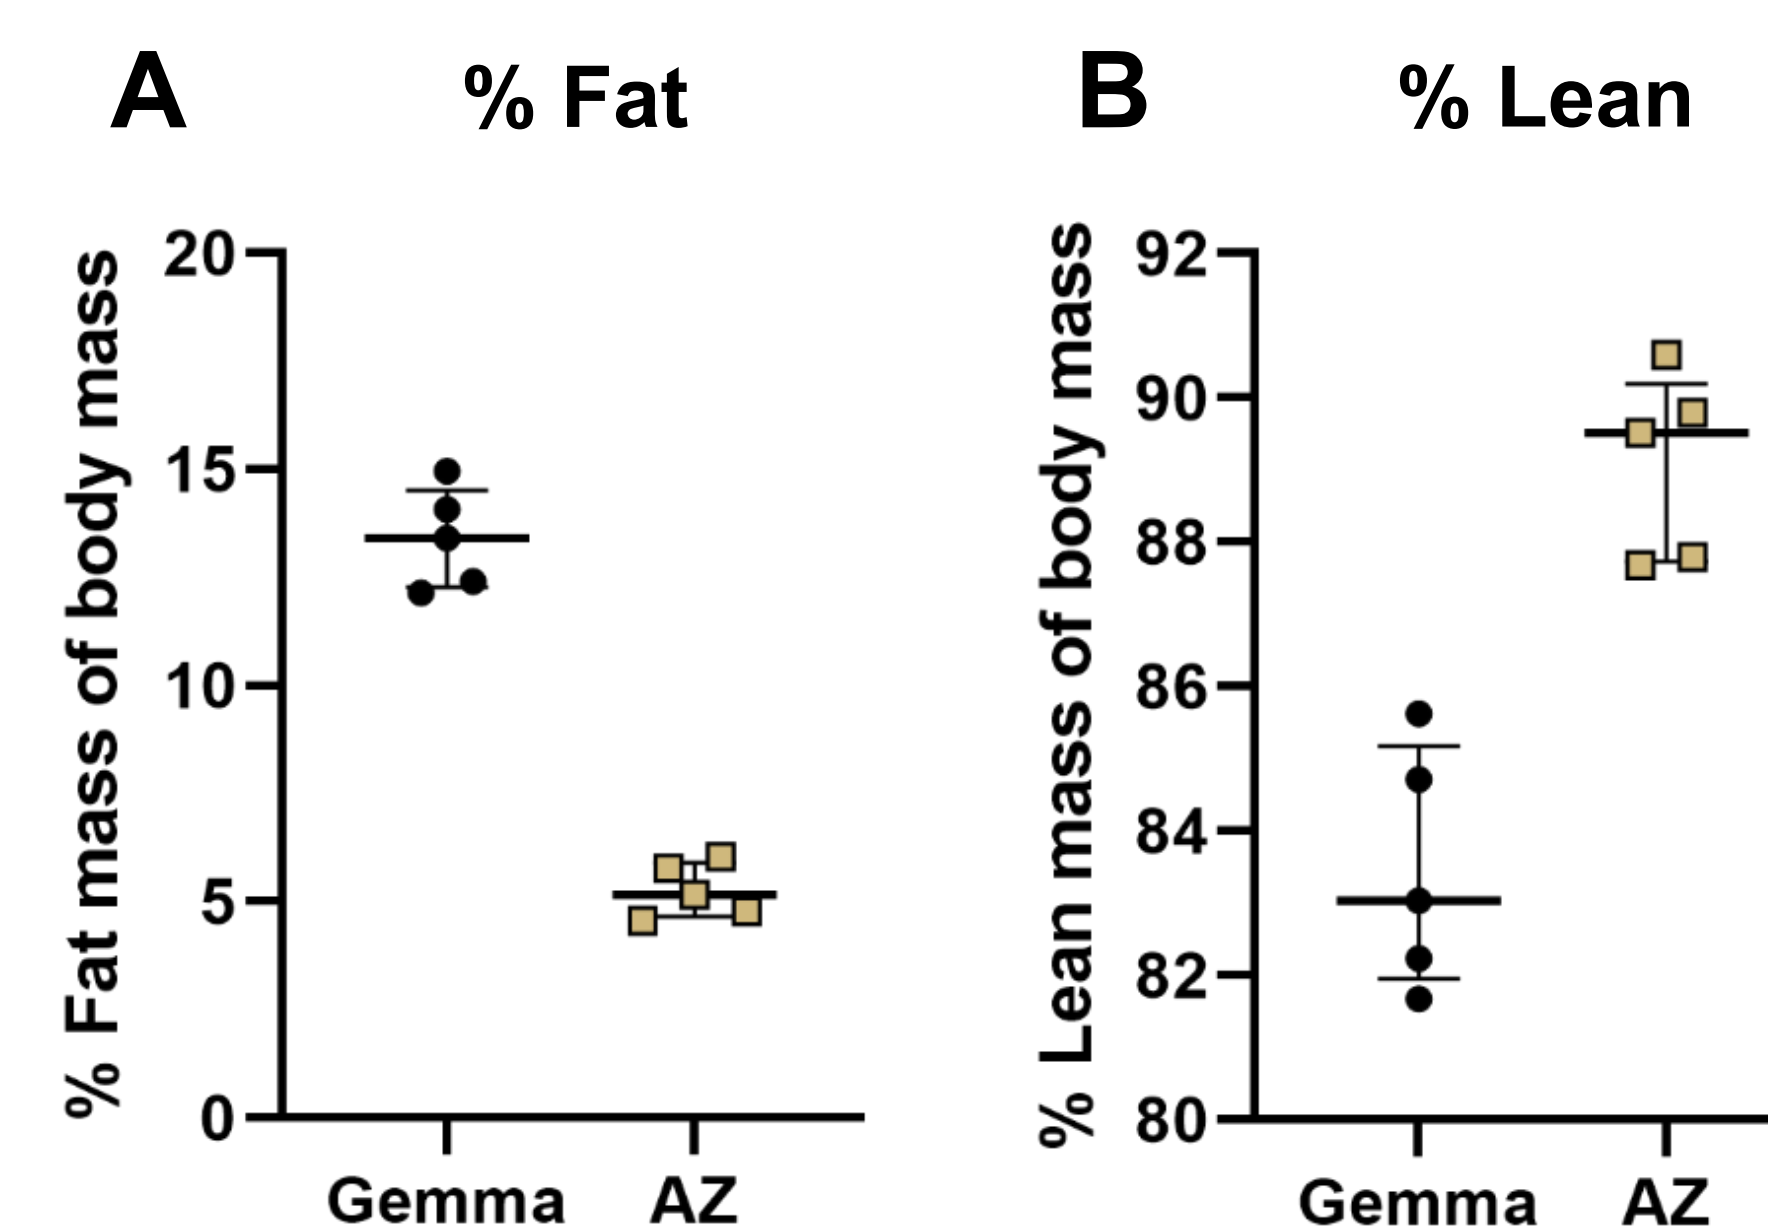 A
% Fat
% Fat mass of body mass
20
15
10
5
0
Gemma
AZ
B
% Lean
% Lean mass of body mass
92
90
88
86
84
82
80
Gemma
AZ